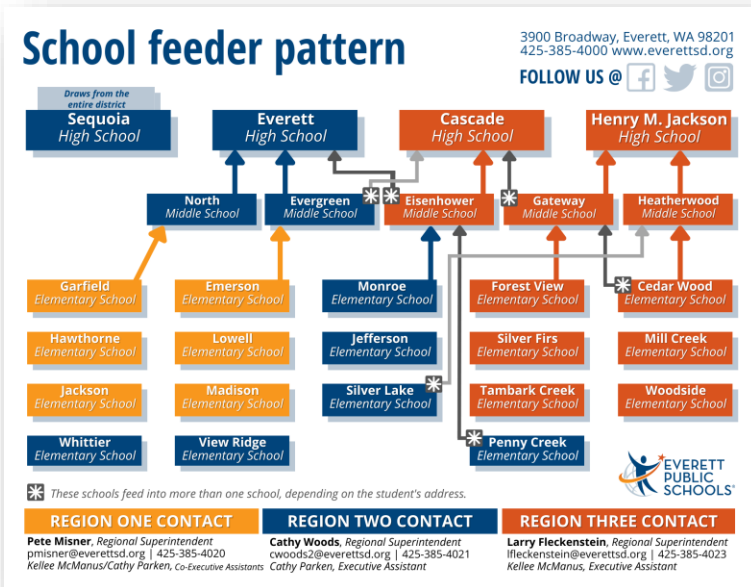 School feeder pattern
3900 Broadway, Everett, WA 98201
425-385-4000 www.everettsd.org
FOLLOW US @
Draws from the
entire district
Sequoia
High School
Everett
High School
Cascade
High School
Henry M. Jackson
High School
North
Middle School
Evergreen
Middle School
Eisenhower
Middle School
Gateway
Middle School
Heatherwood
Middle School
Garfield
Elementary School
Emerson
Elementary School
Monroe
Elementary School
Forest View
Elementary School
Cedar Wood
Elementary School
Hawthorne
Elementary School
Lowell
Elementary School
Jefferson
Elementary School
Silver Firs
Elementary School
Mill Creek
Elementary School
Jackson
Elementary School
Madison
Elementary School
Silver Lake
Elementary School
Tambark Creek
Elementary School
Woodside
Elementary School
Whittier
Elementary School
View Ridge
Elementary School
Penny Creek
Elementary School
EVERETT
PUBLIC
SCHOOLS
These schools feed into more than one school, depending on the student's address.
REGION ONE CONTACT
Pete Misner, Regional Superintendent
pmisner@everettsd.org | 425-385-4020
Kellee McManus/Cathy Parken, Co-Executive Assistants
REGION TWO CONTACT
Cathy Woods, Regional Superintendent
cwoods2@everettsd.org | 425-385-4021
Cathy Parken, Executive Assistant
REGION THREE CONTACT
Larry Fleckenstein, Regional Superintendent
lfleckenstein@everettsd.org | 425-385-4023
Kellee McManus, Executive Assistant